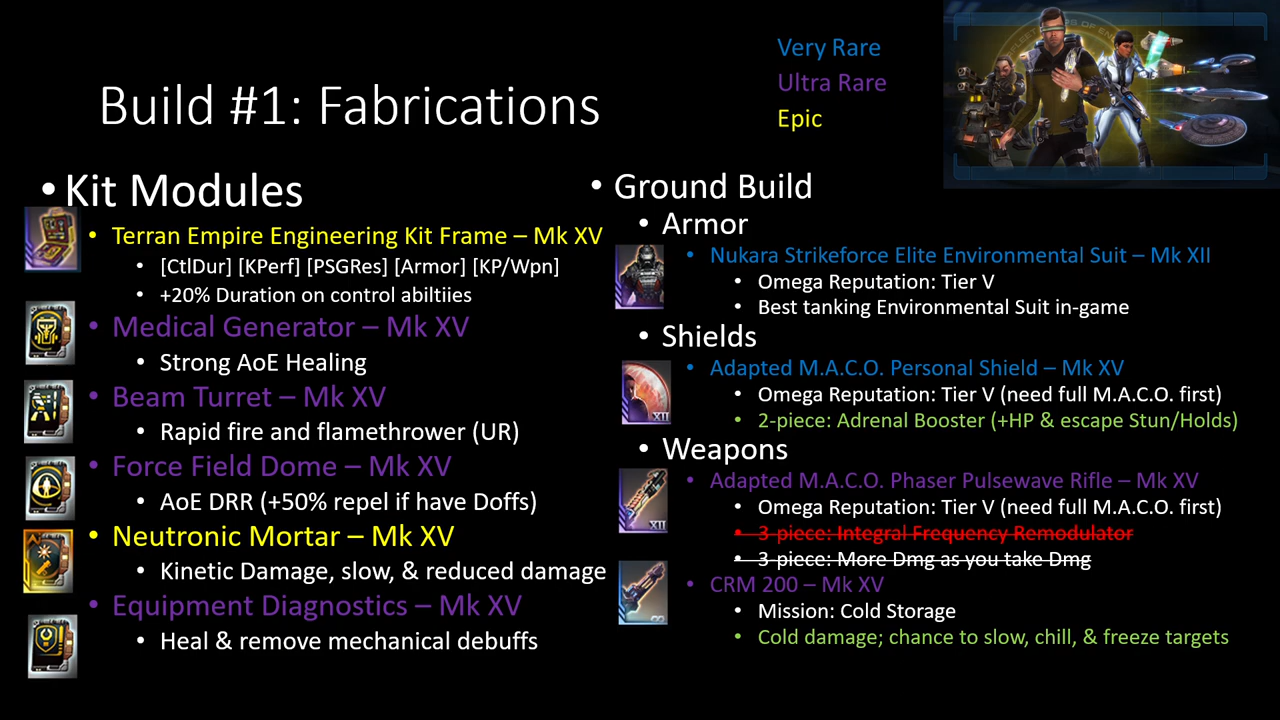 Very Rare
Ultra Rare
Epic
Build #1: Fabrications
• Kit Modules
• Terran Empire Engineering Kit Frame – Mk XV
• [CtlDur] [KPerf] [PSGRes] [Armor] [KP/Wpn]
• +20% Duration on control abiltiies
• Medical Generator – Mk XV
• Strong AoE Healing
• Beam Turret – Mk XV
• Rapid fire and flamethrower (UR)
• Force Field Dome – Mk XV
• AoE DRR (+50% repel if have Doffs)
• Neutronic Mortar – Mk XV
• Kinetic Damage, slow, & reduced damage
• Equipment Diagnostics – Mk XV
• Heal & remove mechanical debuffs
• Ground Build
• Armor
• Nukara Strikeforce Elite Environmental Suit – Mk XII
• Omega Reputation: Tier V
• Best tanking Environmental Suit in-game
• Shields
• Adapted M.A.C.O. Personal Shield – Mk XV
• Omega Reputation: Tier V (need full M.A.C.O. first)
• 2-piece: Adrenal Booster (+HP & escape Stun/Holds)
XII
• Weapons
• Adapted M.A.C.O. Phaser Pulsewave Rifle – Mk XV
• Omega Reputation: Tier V (need full M.A.C.O. first)
XII
• 3-piece: Integral Frequency Remodulator
• 3-piece: More Dmg as you take Dmg
• CRM 200 – Mk XV
• Mission: Cold Storage
• Cold damage; chance to slow, chill, & freeze targets
∞